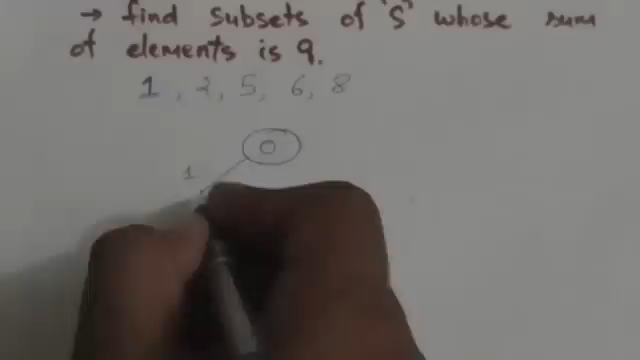 → find subsets of 'S' whose sum
of elements is 9.
1, 2, 5, 6, 8
0
1